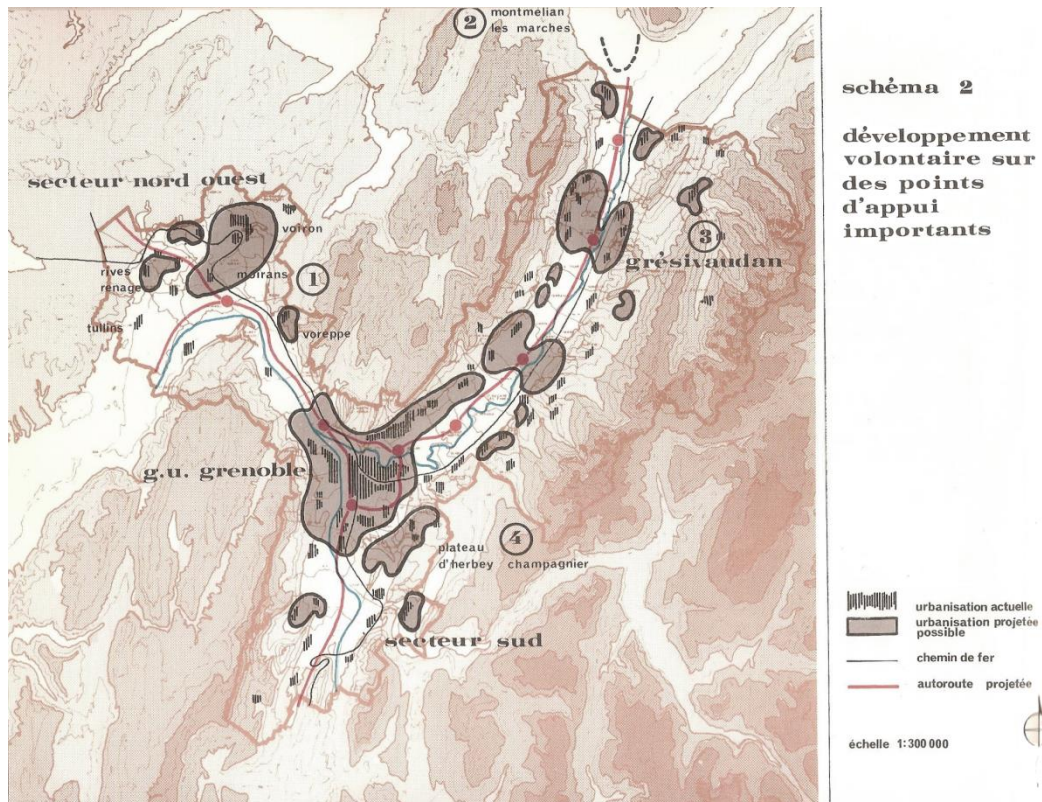 2
montmélian
les marches
secteur nord ouest
voiron
rives
renage
moirans
1
tullins
voreppe
3
grésivaudan
g.u. grenoble
4
plateau
d'herbey champagnier
secteur sud
schéma 2
développement
volontaire sur
des points
d'appui
importants
urbanisation actuelle
urbanisation projetée
possible
chemin de fer
autoroute projetée
échelle 1:300 000